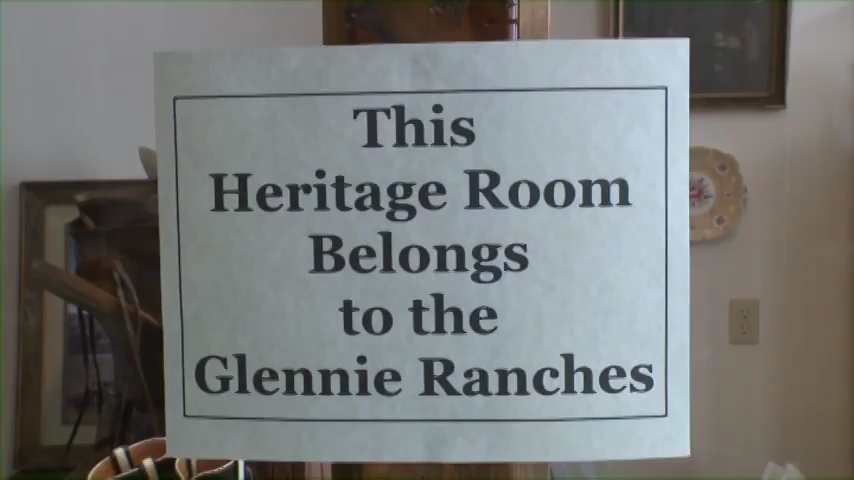 This
Heritage Room
Belongs
to the
Glennie Ranches